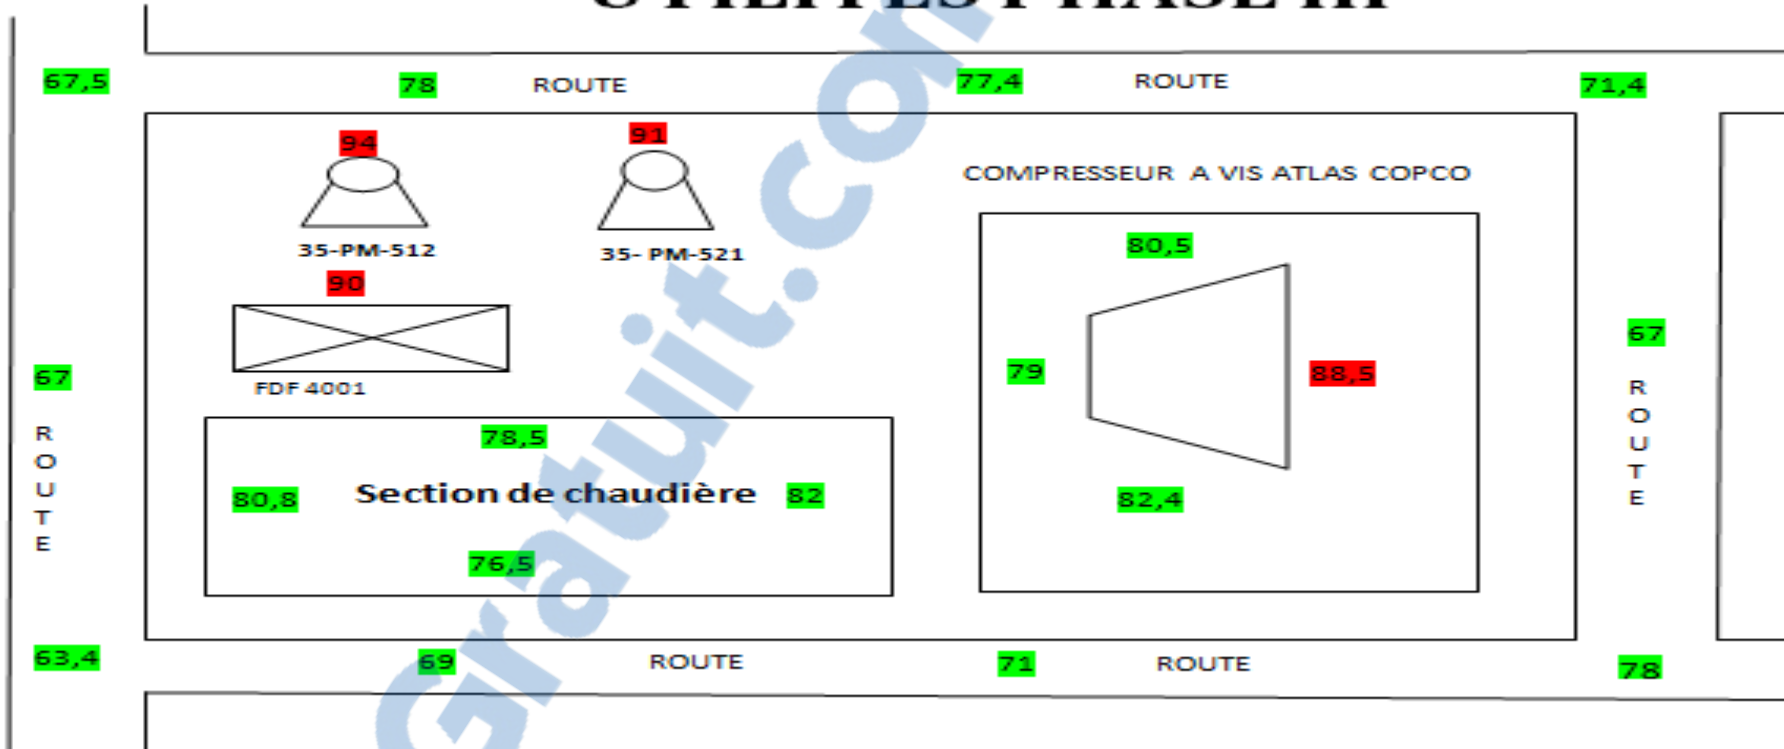 67,5
78 ROUTE 77,4 ROUTE 71,4
94 91
COMPRESSEUR A VIS ATLAS COPCO
35-PM-512 35- PM-521
80,5
90
67
79
88,5
67
FDF 4001
ROUTE
ROUTE
78,5
80,8 Section de chaudière 82
82,4
76,5
63,4 69 ROUTE 71 ROUTE 78
Gratuit.com